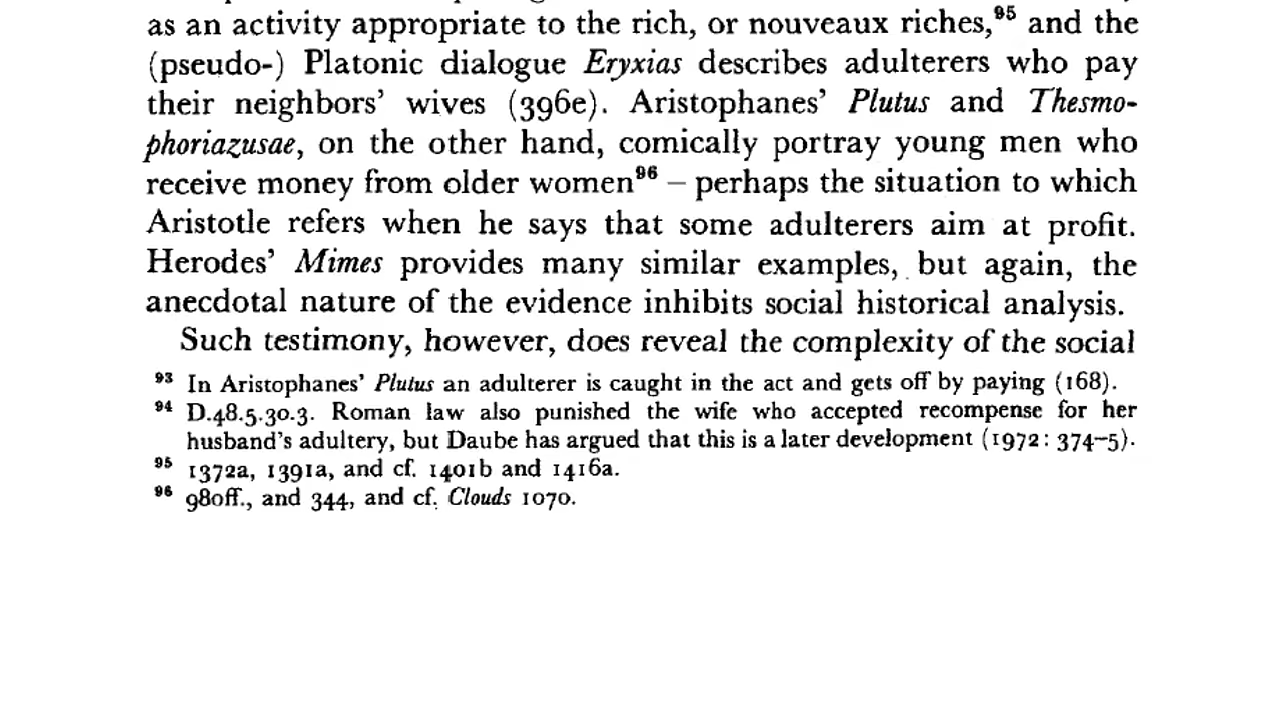 as an activity appropriate to the rich, or nouveaux riches,⁹⁵ and the
(pseudo-) Platonic dialogue Eryxias describes adulterers who pay
their neighbors' wives (396e). Aristophanes' Plutus and Thesmo-
phoriazusae, on the other hand, comically portray young men who
receive money from older women⁹⁶ – perhaps the situation to which
Aristotle refers when he says that some adulterers aim at profit.
Herodes' Mimes provides many similar examples, but again, the
anecdotal nature of the evidence inhibits social historical analysis.
Such testimony, however, does reveal the complexity of the social
⁹³ In Aristophanes' Plutus an adulterer is caught in the act and gets off by paying (168).
⁹⁴ D.48.5.30.3. Roman law also punished the wife who accepted recompense for her
husband's adultery, but Daube has argued that this is a later development (1972: 374–5).
⁹⁵ 1372a, 1391a, and cf. 1401b and 1416a.
⁹⁶ 980ff., and 344, and cf. Clouds 1070.